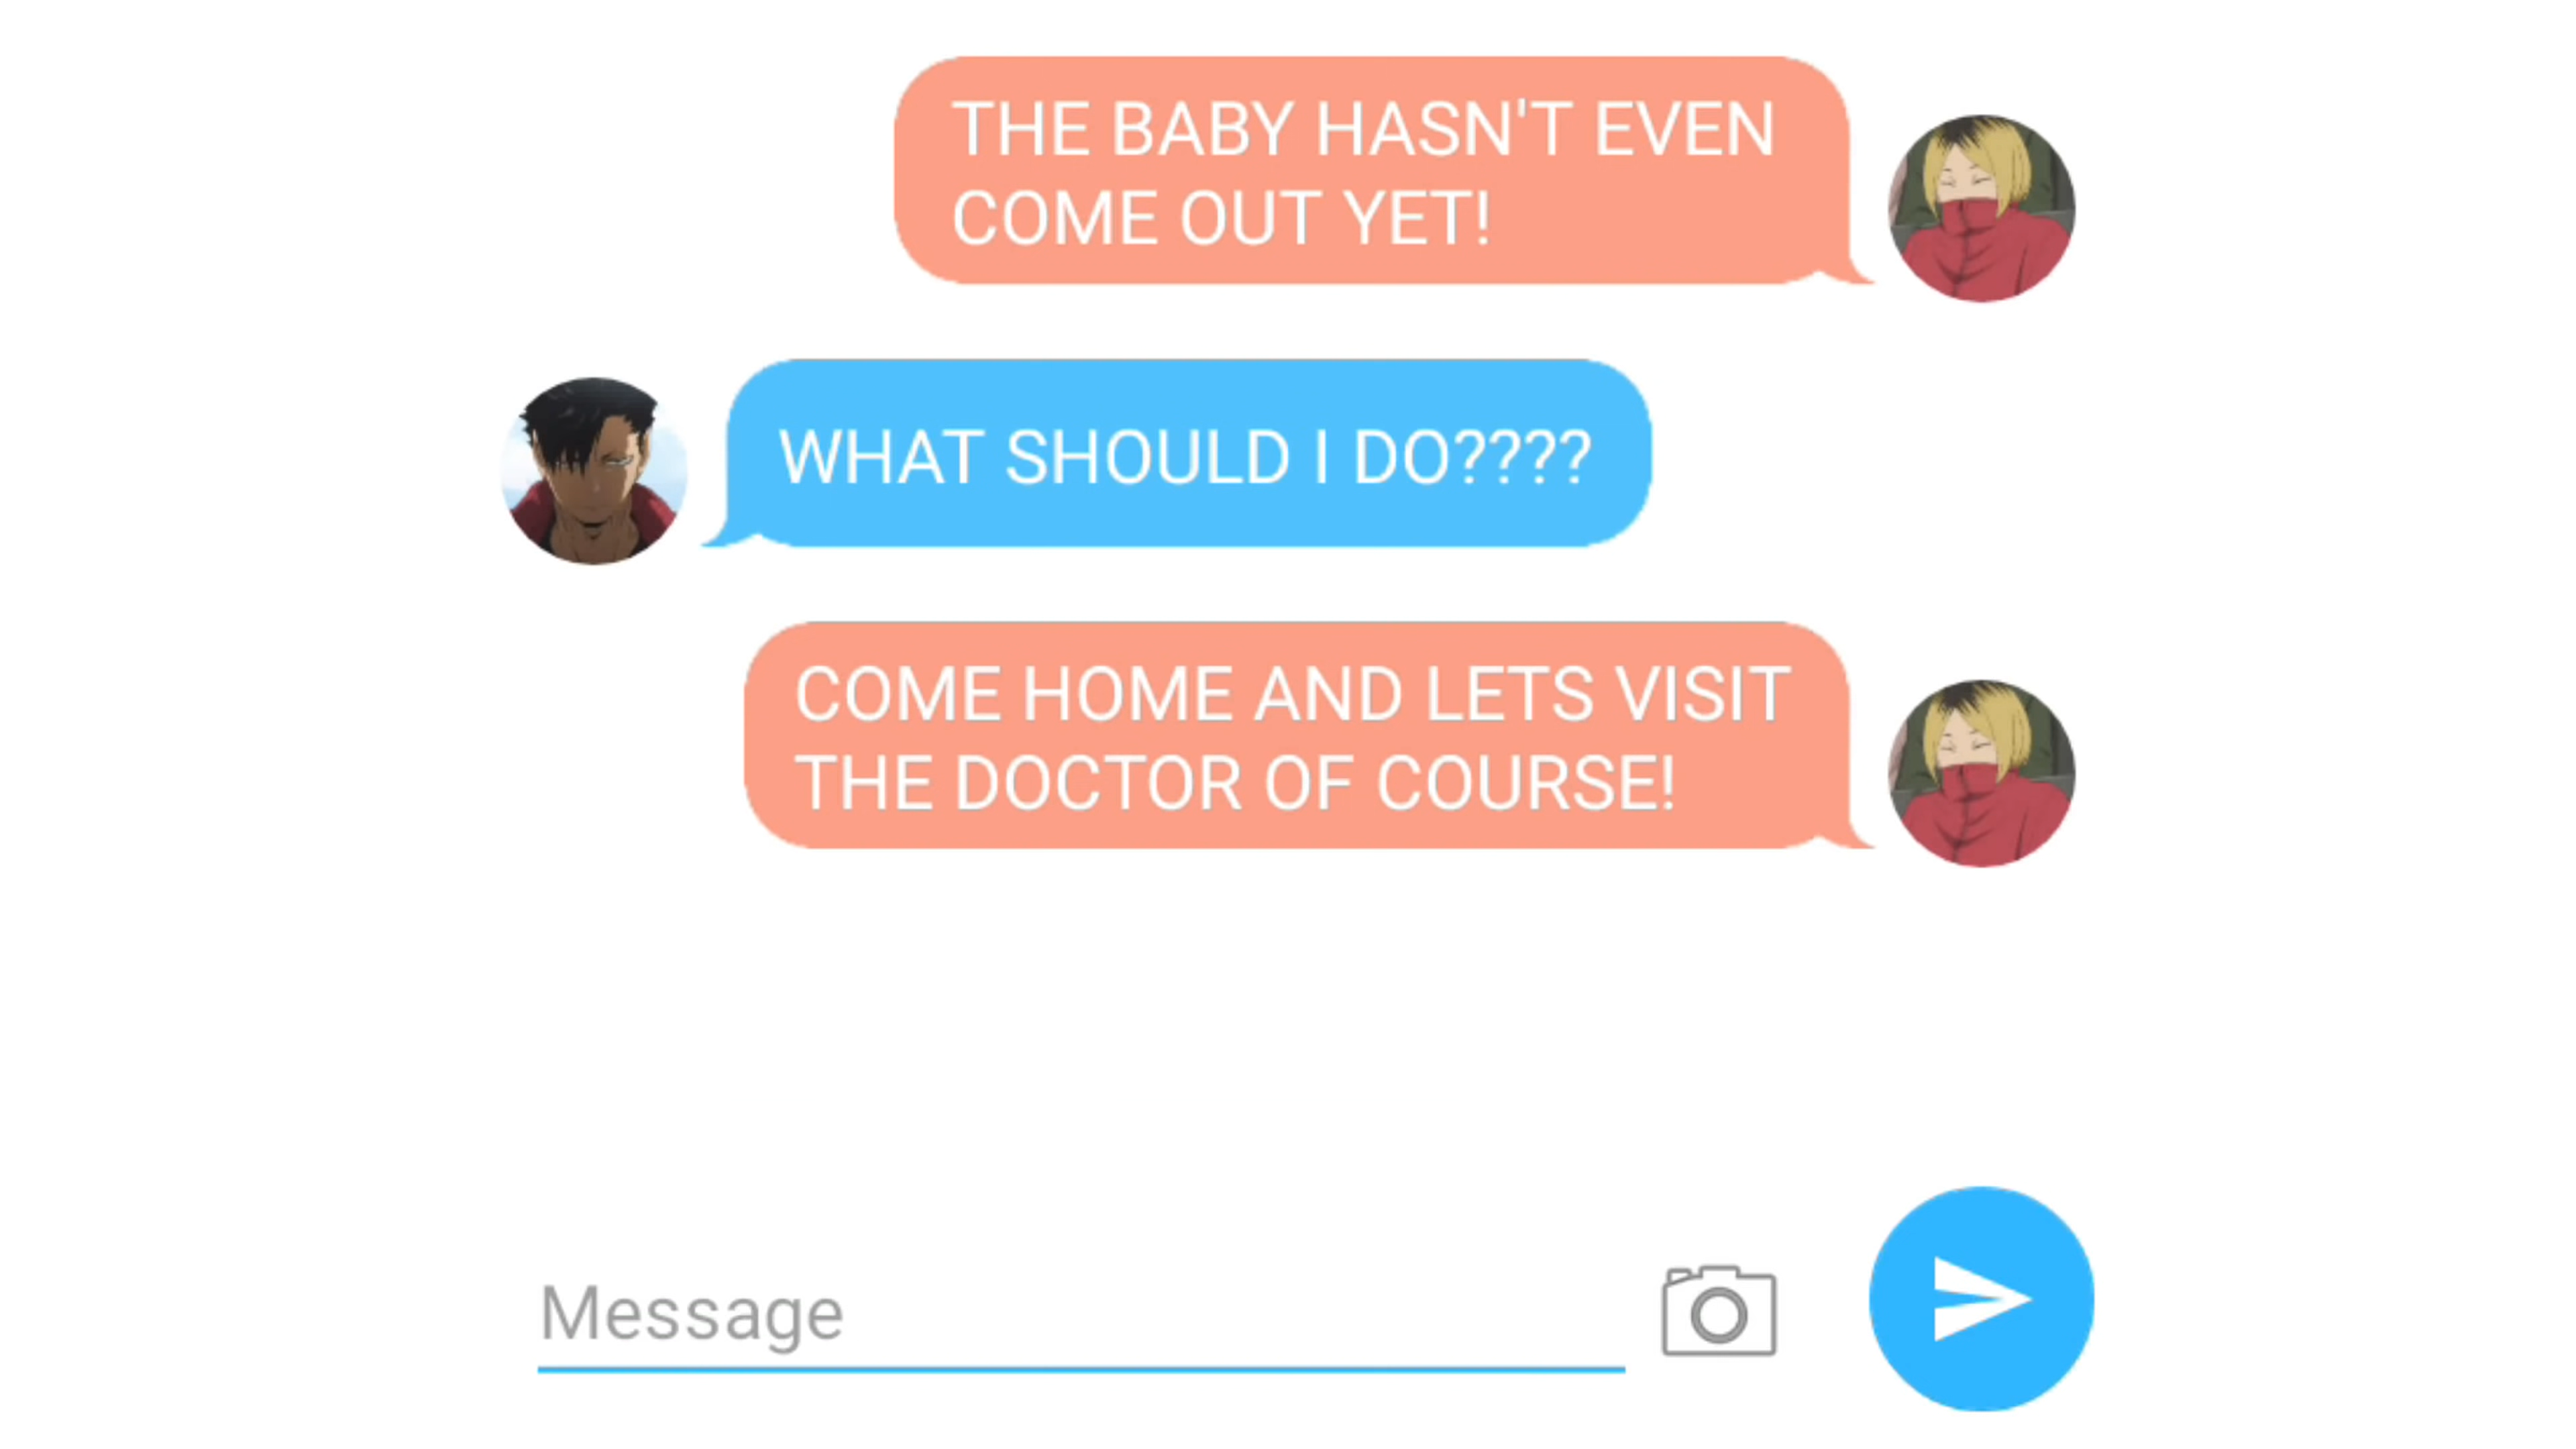 THE BABY HASN'T EVEN
COME OUT YET!
WHAT SHOULD I DO????
COME HOME AND LETS VISIT
THE DOCTOR OF COURSE!
Message